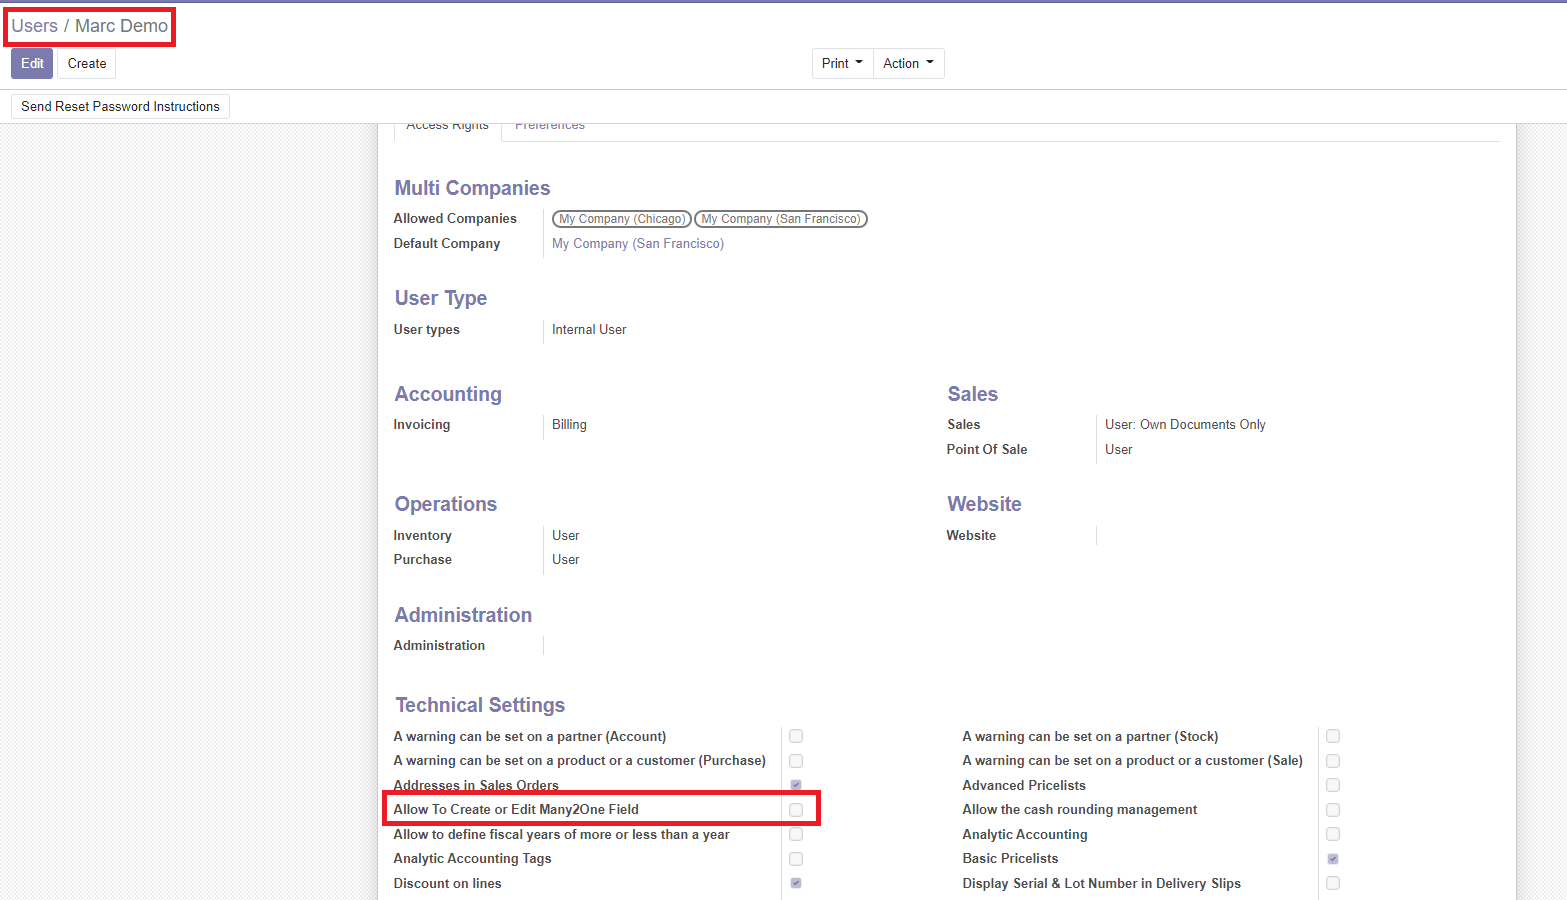 Users / Marc Demo
Edit Create Print Action
Send Reset Password Instructions
Access Rights Preferences
Multi Companies
Allowed Companies My Company (Chicago) My Company (San Francisco)
Default Company My Company (San Francisco)
User Type
User types Internal User
Accounting Sales
Invoicing Billing Sales User: Own Documents Only
Point Of Sale User
Operations Website
Inventory User Website
Purchase User
Administration
Administration
Technical Settings
A warning can be set on a partner (Account) A warning can be set on a partner (Stock)
A warning can be set on a product or a customer (Purchase) A warning can be set on a product or a customer (Sale)
Addresses in Sales Orders Advanced Pricelists
Allow To Create or Edit Many2One Field Allow the cash rounding management
Allow to define fiscal years of more or less than a year Analytic Accounting
Analytic Accounting Tags Basic Pricelists
Discount on lines Display Serial & Lot Number in Delivery Slips